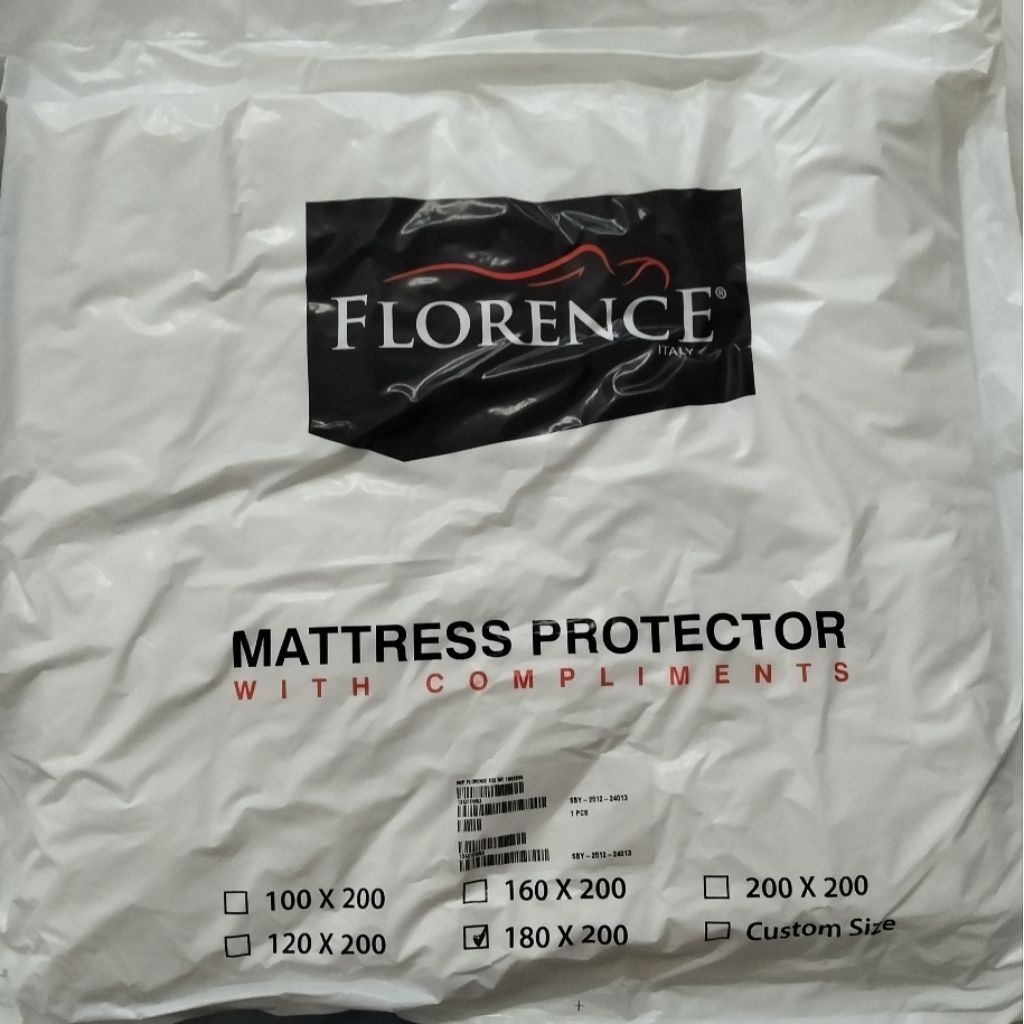 FLORENCE®
ITALY
MATTRESS PROTECTOR
WITH COMPLIMENTS
SBY-2512-24013
1 PCS
SBY-2512-24013
100 X 200
160 X 200
200 X 200
120 X 200
180 X 200
Custom Size